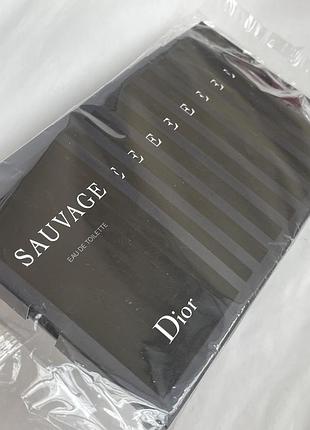 SAUVAGE
EAU DE TOILETTE
Dior